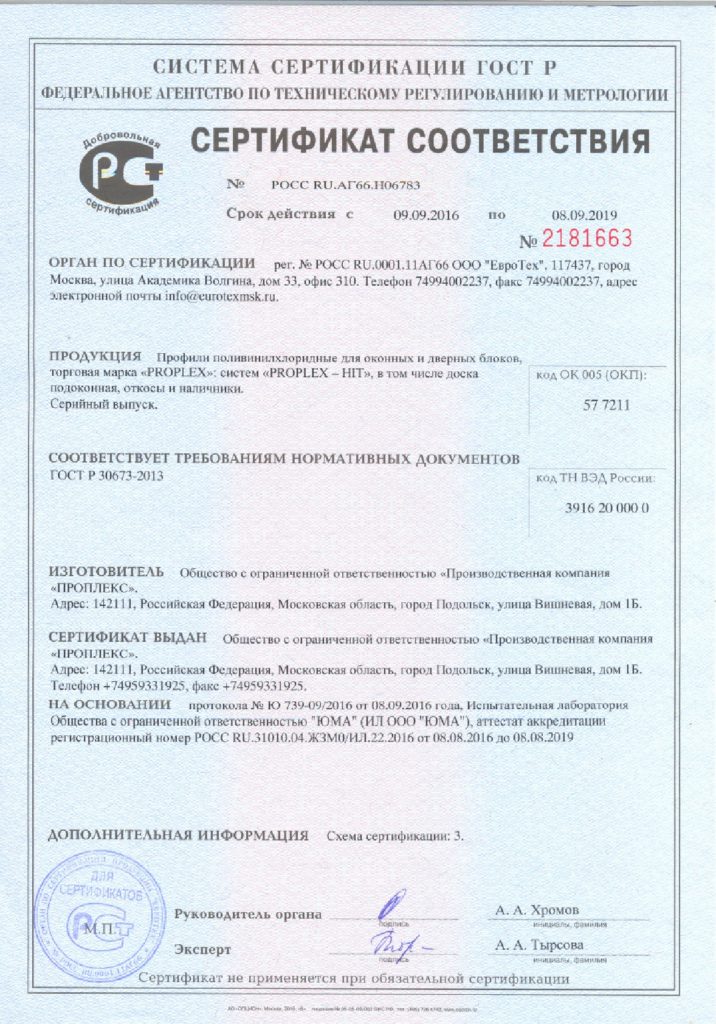 СИСТЕМА СЕРТИФИКАЦИИ ГОСТ Р
ФЕДЕРАЛЬНОЕ АГЕНТСТВО ПО ТЕХНИЧЕСКОМУ РЕГУЛИРОВАНИЮ И МЕТРОЛОГИИ
Добровольная
РСТ
сертификация
СЕРТИФИКАТ СООТВЕТСТВИЯ
№ РОСС RU.АГ66.Н06783
Срок действия с 09.09.2016 по 08.09.2019
№ 2181663
ОРГАН ПО СЕРТИФИКАЦИИ рег. № РОСС RU.0001.11АГ66 ООО "ЕвроТех", 117437, город
Москва, улица Академика Волгина, дом 33, офис 310. Телефон 74994002237, факс 74994002237, адрес
электронной почты info@eurotexmsk.ru.
ПРОДУКЦИЯ Профили поливинилхлоридные для оконных и дверных блоков,
торговая марка «PROPLEX»: систем «PROPLEX – HIT», в том числе доска
подоконная, откосы и наличники.
Серийный выпуск.
код ОК 005 (ОКП):
57 7211
СООТВЕТСТВУЕТ ТРЕБОВАНИЯМ НОРМАТИВНЫХ ДОКУМЕНТОВ
ГОСТ Р 30673-2013
код ТН ВЭД России:
3916 20 000 0
ИЗГОТОВИТЕЛЬ Общество с ограниченной ответственностью «Производственная компания
«ПРОПЛЕКС».
Адрес: 142111, Российская Федерация, Московская область, город Подольск, улица Вишневая, дом 1Б.
СЕРТИФИКАТ ВЫДАН Общество с ограниченной ответственностью «Производственная компания
«ПРОПЛЕКС».
Адрес: 142111, Российская Федерация, Московская область, город Подольск, улица Вишневая, дом 1Б.
Телефон +74959331925, факс +74959331925.
НА ОСНОВАНИИ протокола № Ю 739-09/2016 от 08.09.2016 года, Испытательная лаборатория
Общества с ограниченной ответственностью "ЮМА" (ИЛ ООО "ЮМА"), аттестат аккредитации
регистрационный номер РОСС RU.31010.04.ЖЗМ0/ИЛ.22.2016 от 08.08.2016 до 08.08.2019
ДОПОЛНИТЕЛЬНАЯ ИНФОРМАЦИЯ Схема сертификации: 3.
ДЛЯ
СЕРТИФИКАТОВ
М.П.
Руководитель органа
подпись
А. А. Хромов
инициалы, фамилия
Эксперт
подпись
А. А. Тырсова
инициалы, фамилия
Сертификат не применяется при обязательной сертификации